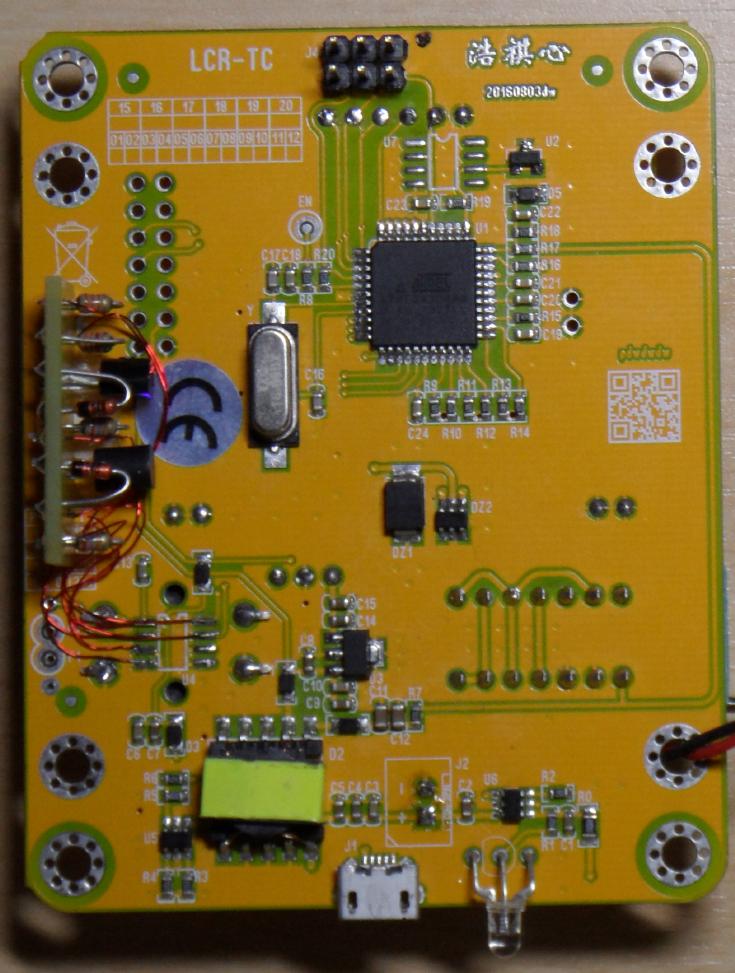 J4
LCR-TC
浩祺心
20160803dw
15 16 17 18 19 20
01 02 03 04 05 06 07 08 09 10 11 12
U7
U2
D5
C23 R19
EN
U1
C22
R18
R17
R16
C21
C20
R15
C19
C17 C18 R20
R8
Y
C16
R9 R11 R13
C24 R10 R12 R14
CE
DZ1
DZ2
C15
C14
U4
C8
C10
C9
C11
R7
C12
C6 C7
D2
J2
R6
R5
C5 C4 C3
C2
U6
R2
R0
U5
R1 C1
J1
R4 R3